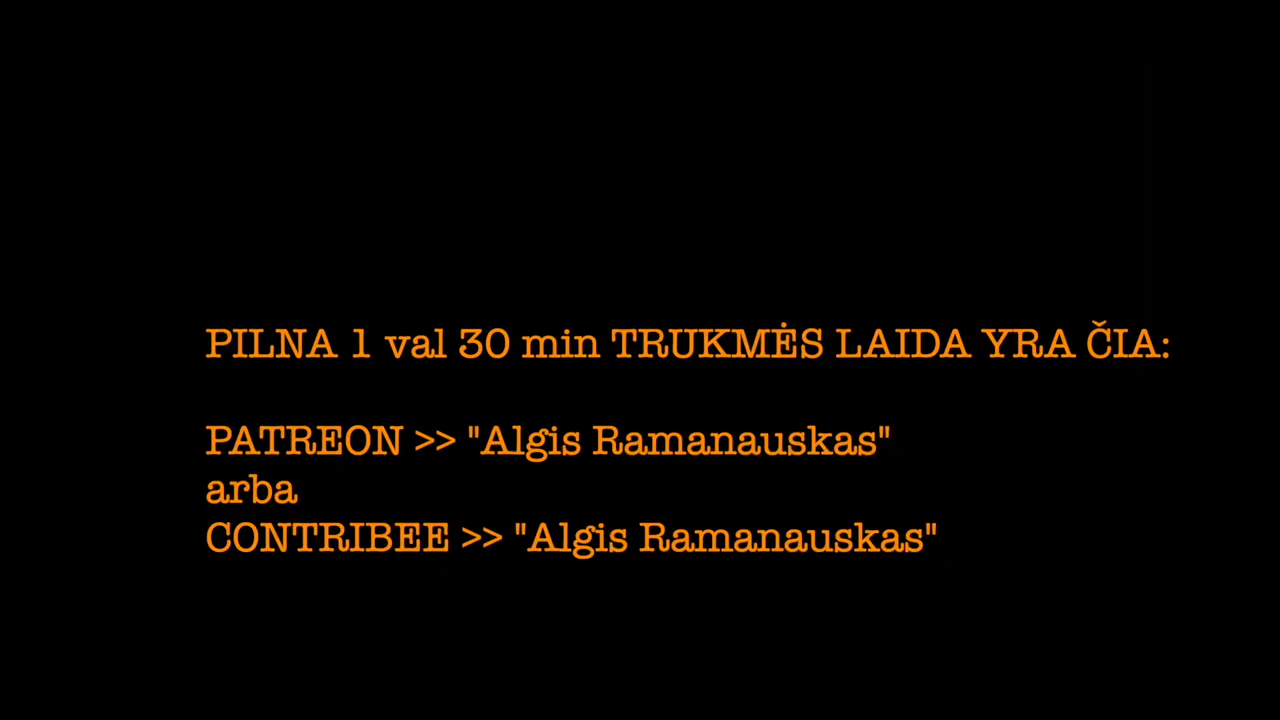 PILNA 1 val 30 min TRUKMĖS LAIDA YRA ČIA:
PATREON >> "Algis Ramanauskas"
arba
CONTRIBEE >> "Algis Ramanauskas"